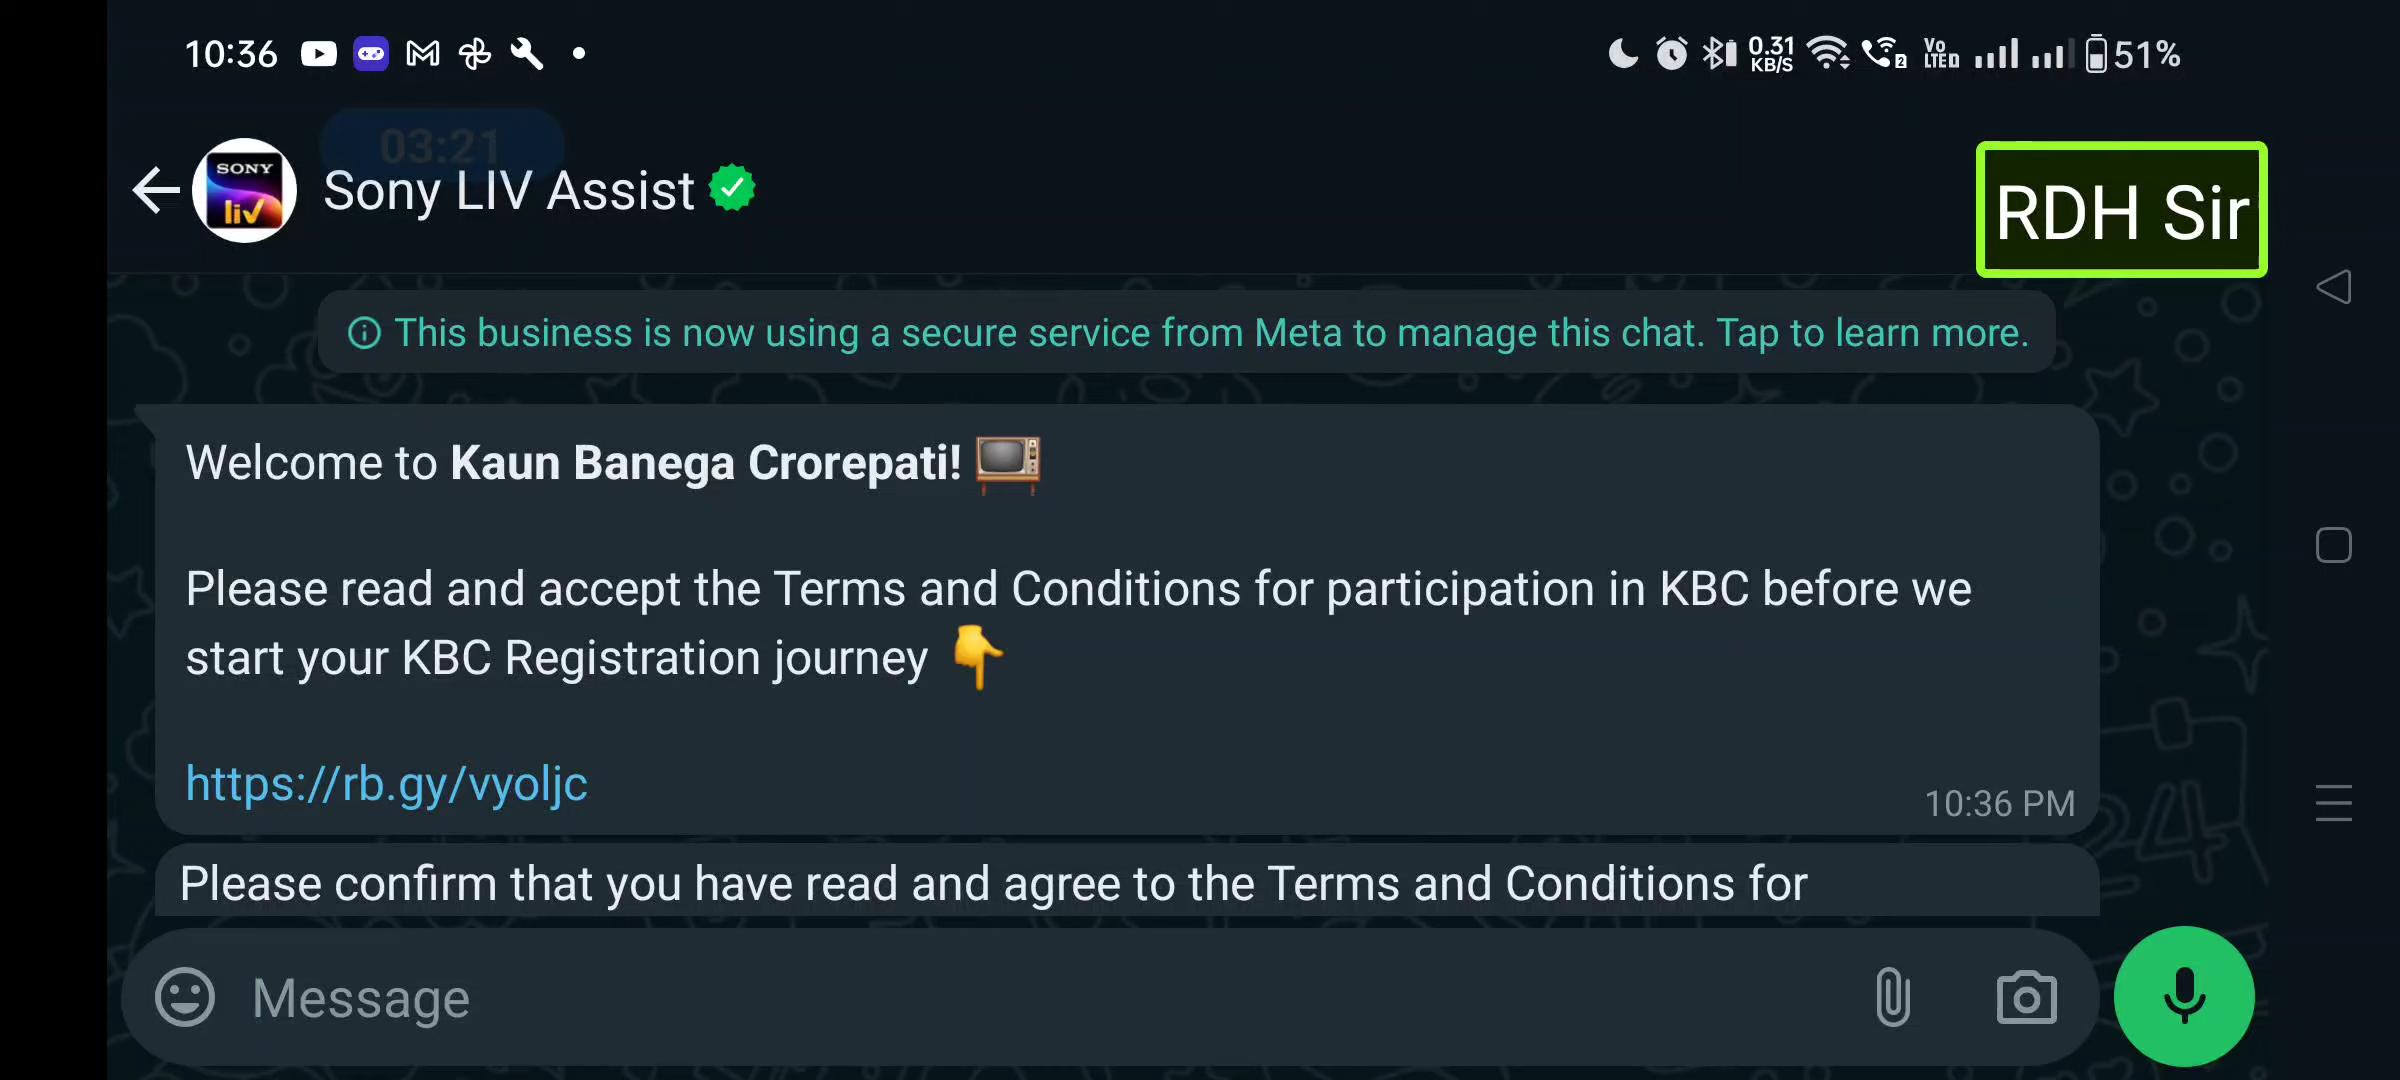 10:36
0.31 KB/S
2
Vo LTED
51%
03:21
SONY liv
Sony LIV Assist
RDH Sir
This business is now using a secure service from Meta to manage this chat. Tap to learn more.
Welcome to Kaun Banega Crorepati!
Please read and accept the Terms and Conditions for participation in KBC before we
start your KBC Registration journey
https://rb.gy/vyoljc
10:36 PM
Please confirm that you have read and agree to the Terms and Conditions for
Message